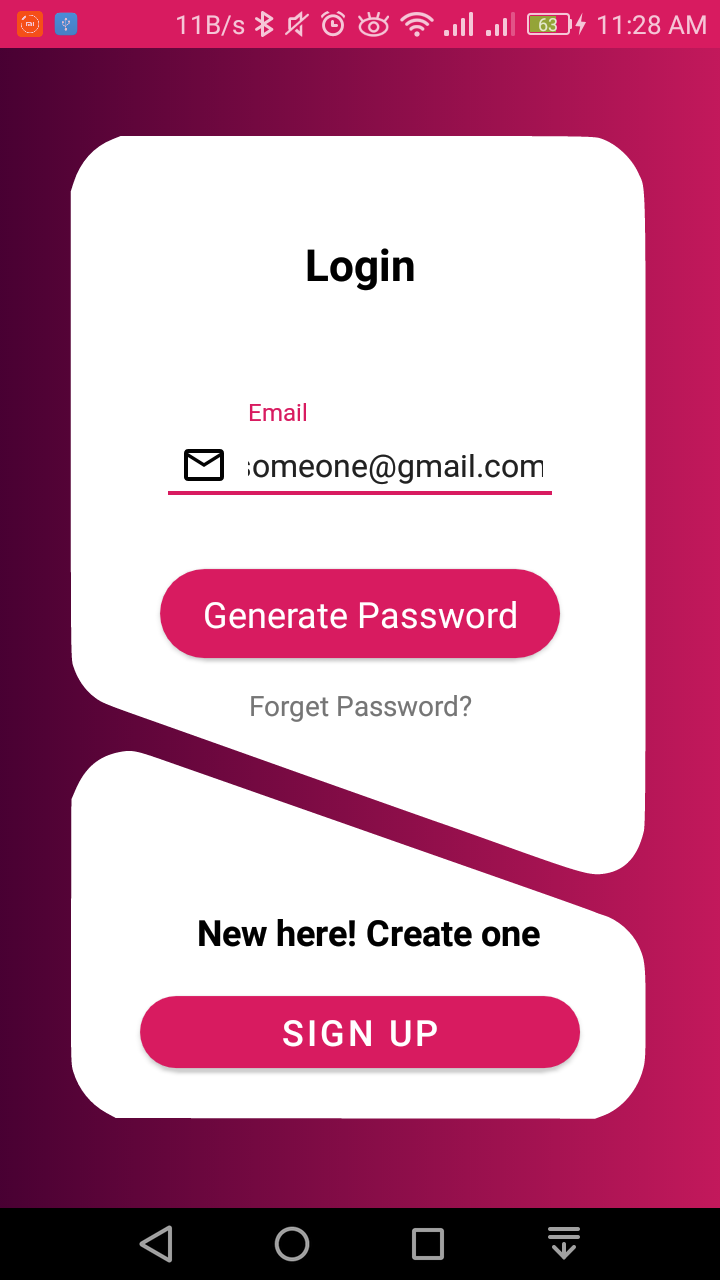 11B/s 63 11:28 AM
Login
Email
someone@gmail.com
Generate Password
Forget Password?
New here! Create one
SIGN UP